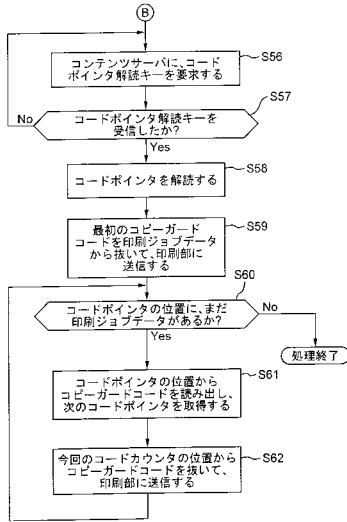 B
コンテンツサーバに、コード
ポインタ解読キーを要求する
S56
コードポインタ解読キーを
受信したか?
S57
No
Yes
コードポインタを解読する
S58
最初のコピーガード
コードを印刷ジョブデータ
から抜いて、印刷部に
送信する
S59
コードポインタの位置に、まだ
印刷ジョブデータがあるか?
S60
No
Yes
処理終了
コードポインタの位置から
コピーガードコードを読み出し、
次のコードポインタを取得する
S61
今回のコードカウンタの位置から
コピーガードコードを抜いて、
印刷部に送信する
S62